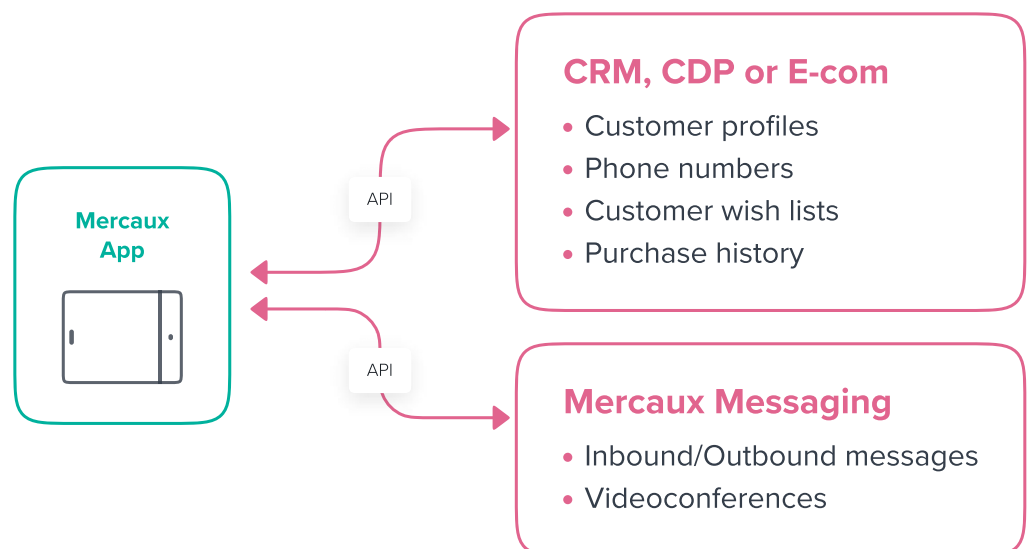 Mercaux
App
API
API
CRM, CDP or E-com
• Customer profiles
• Phone numbers
• Customer wish lists
• Purchase history
Mercaux Messaging
• Inbound/Outbound messages
• Videoconferences